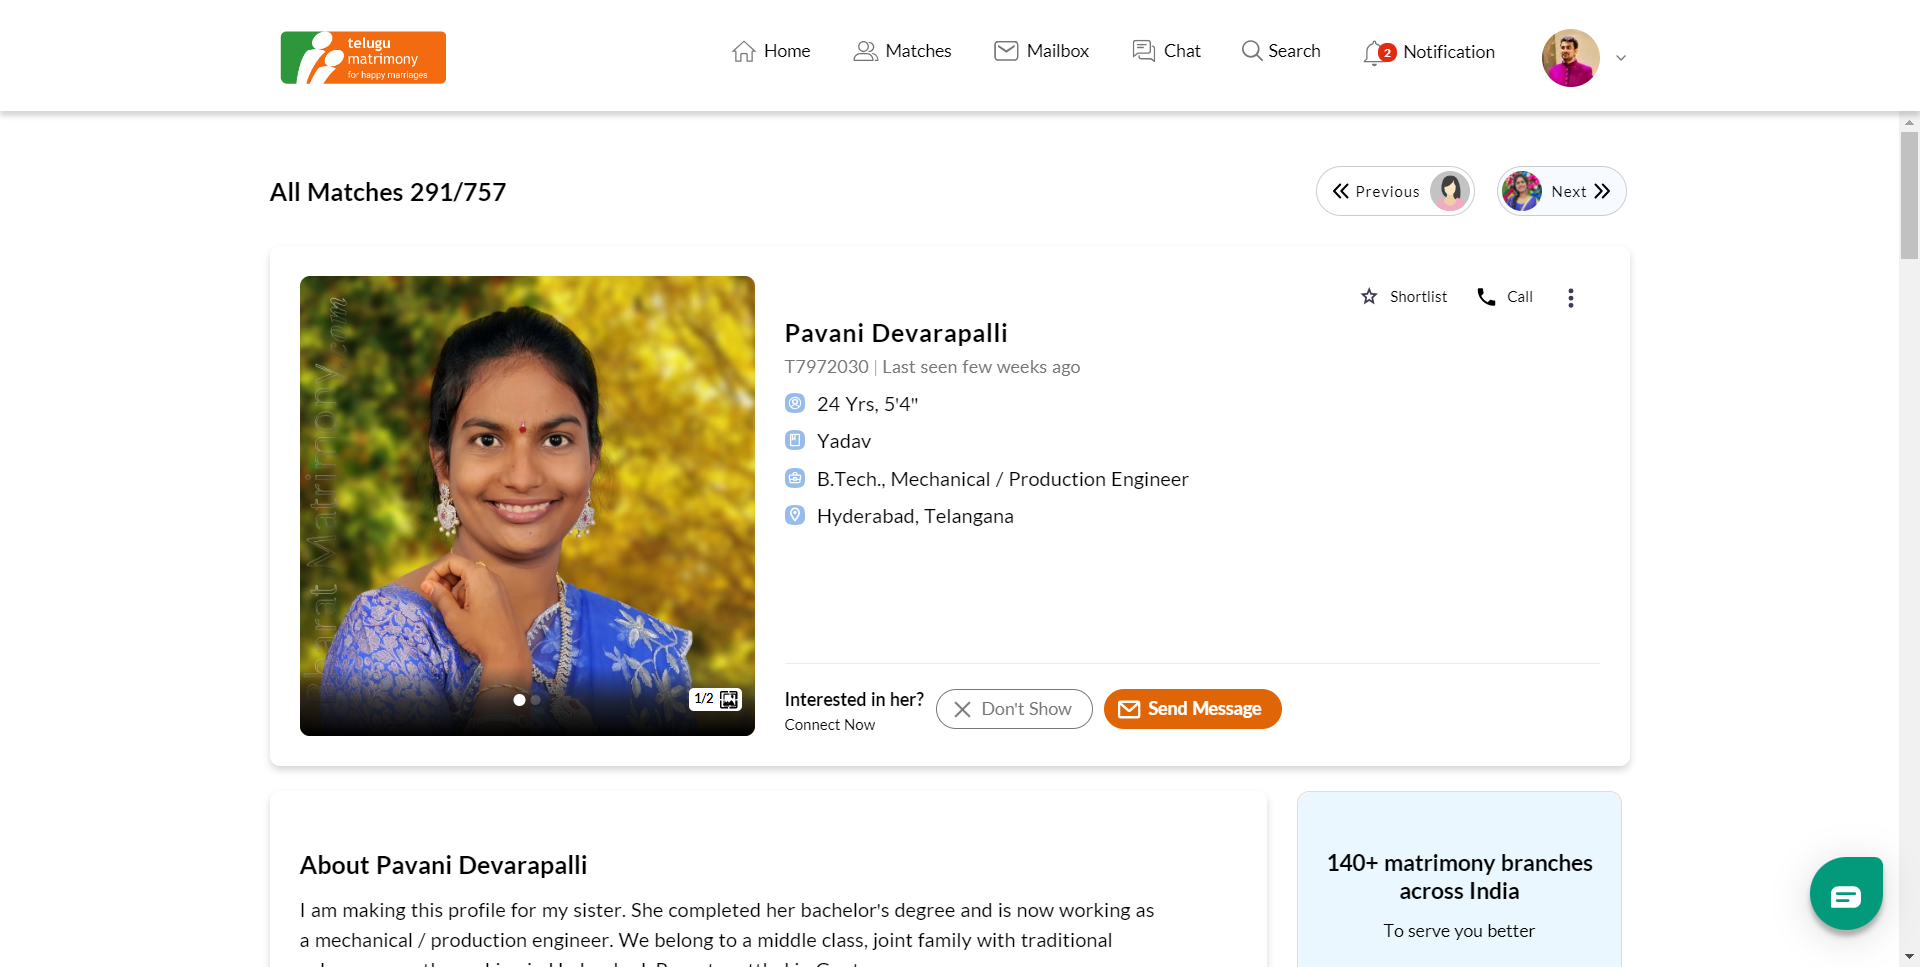 telugu
matrimony
for happy marriages
Home
Matches
Mailbox
Chat
Search
2
Notification
All Matches 291/757
Previous
Next
Bharat Matrimony.com
Shortlist
Call
Pavani Devarapalli
T7972030 | Last seen few weeks ago
24 Yrs, 5'4"
Yadav
B.Tech., Mechanical / Production Engineer
Hyderabad, Telangana
1/2
Interested in her?
Connect Now
Don't Show
Send Message
About Pavani Devarapalli
I am making this profile for my sister. She completed her bachelor's degree and is now working as
a mechanical / production engineer. We belong to a middle class, joint family with traditional
140+ matrimony branches
across India
To serve you better